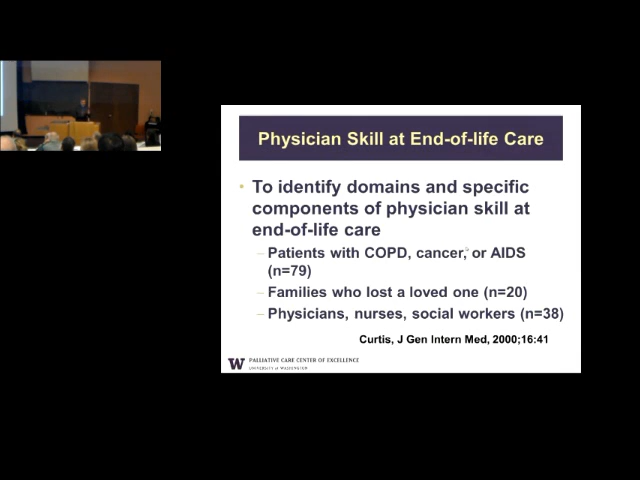 Physician Skill at End-of-life Care
• To identify domains and specific
components of physician skill at
end-of-life care
– Patients with COPD, cancer, or AIDS
(n=79)
– Families who lost a loved one (n=20)
– Physicians, nurses, social workers (n=38)
Curtis, J Gen Intern Med, 2000;16:41
W PALLIATIVE CARE CENTER OF EXCELLENCE
UNIVERSITY of WASHINGTON